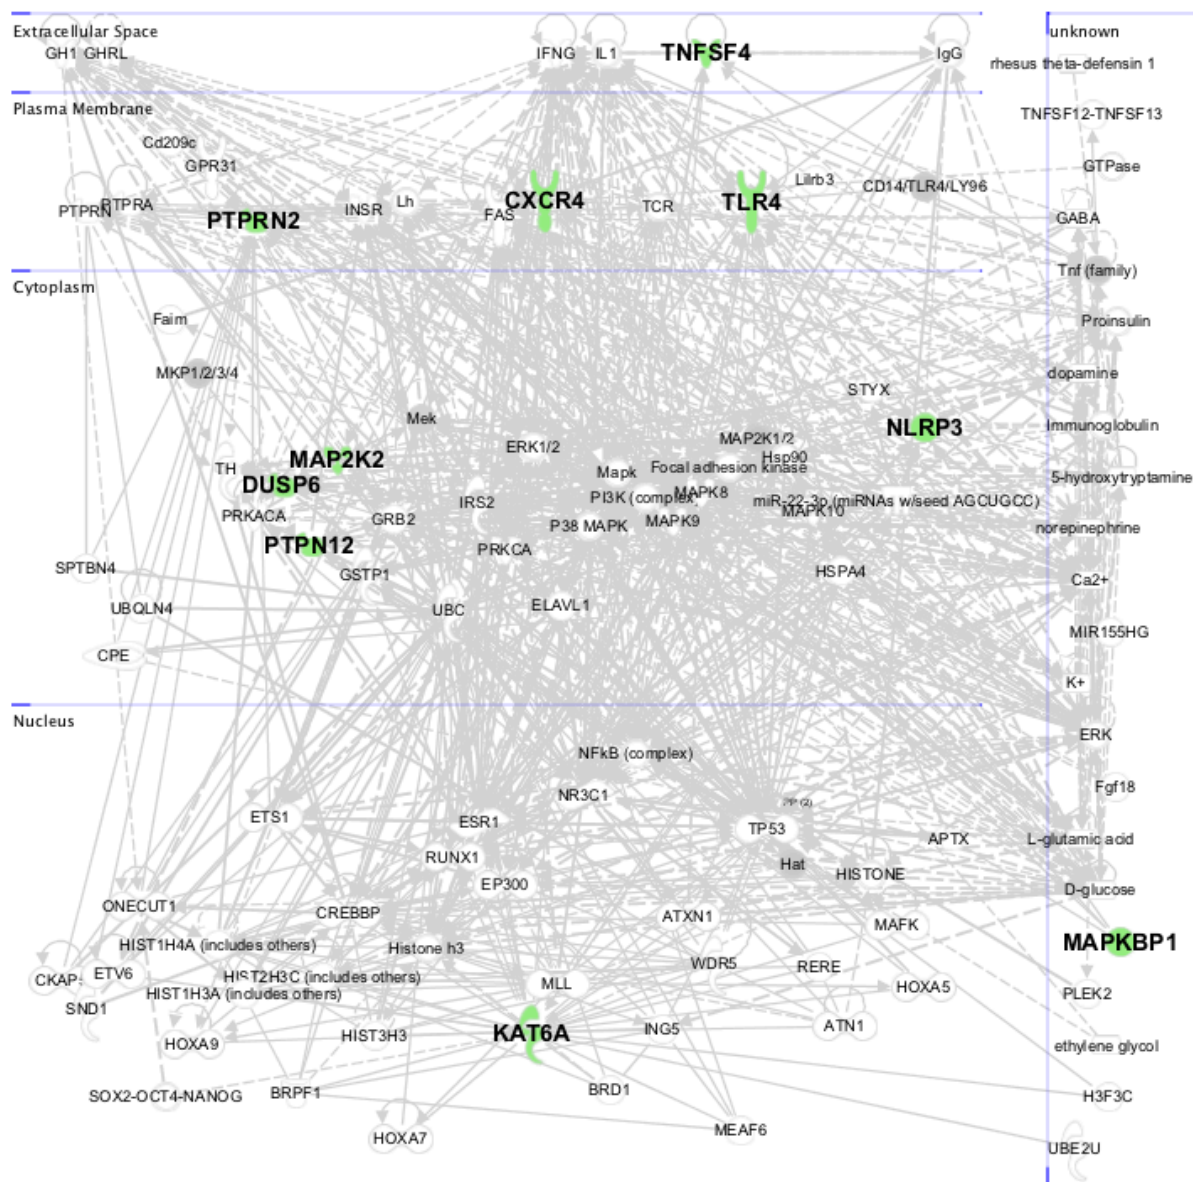 Extracellular Space
unknown
GH1 GHRL
IFNG
IL1
TNFSF4
IgG
rhesus theta-defensin 1
Plasma Membrane
TNFSF12-TNFSF13
Cd209c
GPR31
GTPase
Lilrb3
CD14/TLR4/LY96
PTPRN
PTPRA
PTPRN2
INSR
Lh
FAS
CXCR4
TCR
TLR4
GABA
Tnf (family)
Cytoplasm
Faim
Proinsulin
MKP1/2/3/4
dopamine
STYX
Mek
NLRP3
Immunoglobulin
ERK1/2
MAP2K1/2
Hsp90
MAP2K2
TH
Mapk
Focal adhesion kinase
5-hydroxytryptamine
DUSP6
IRS2
PI3K (complex)
MAPK8
miR-22-3p (miRNAs w/seed AGCUGCC)
MAPK10
PRKACA
GRB2
P38 MAPK
MAPK9
norepinephrine
PTPN12
PRKCA
SPTBN4
GSTP1
HSPA4
Ca2+
UBQLN4
UBC
ELAVL1
MIR155HG
CPE
K+
Nucleus
ERK
NFkB (complex)
NR3C1
Fgf18
PP (2)
ETS1
ESR1
TP53
APTX
L-glutamic acid
RUNX1
Hat
HISTONE
EP300
D-glucose
ONECUT1
CREBBP
ATXN1
MAFK
HIST1H4A (includes others)
Histone h3
MAPKBP1
ETV6
HIST2H3C (includes others)
WDR5
RERE
MLL
HOXA5
HIST1H3A (includes others)
PLEK2
SND1
HOXA9
HIST3H3
KAT6A
ING5
ATN1
ethylene glycol
SOX2-OCT4-NANOG
BRPF1
BRD1
H3F3C
HOXA7
MEAF6
UBE2U